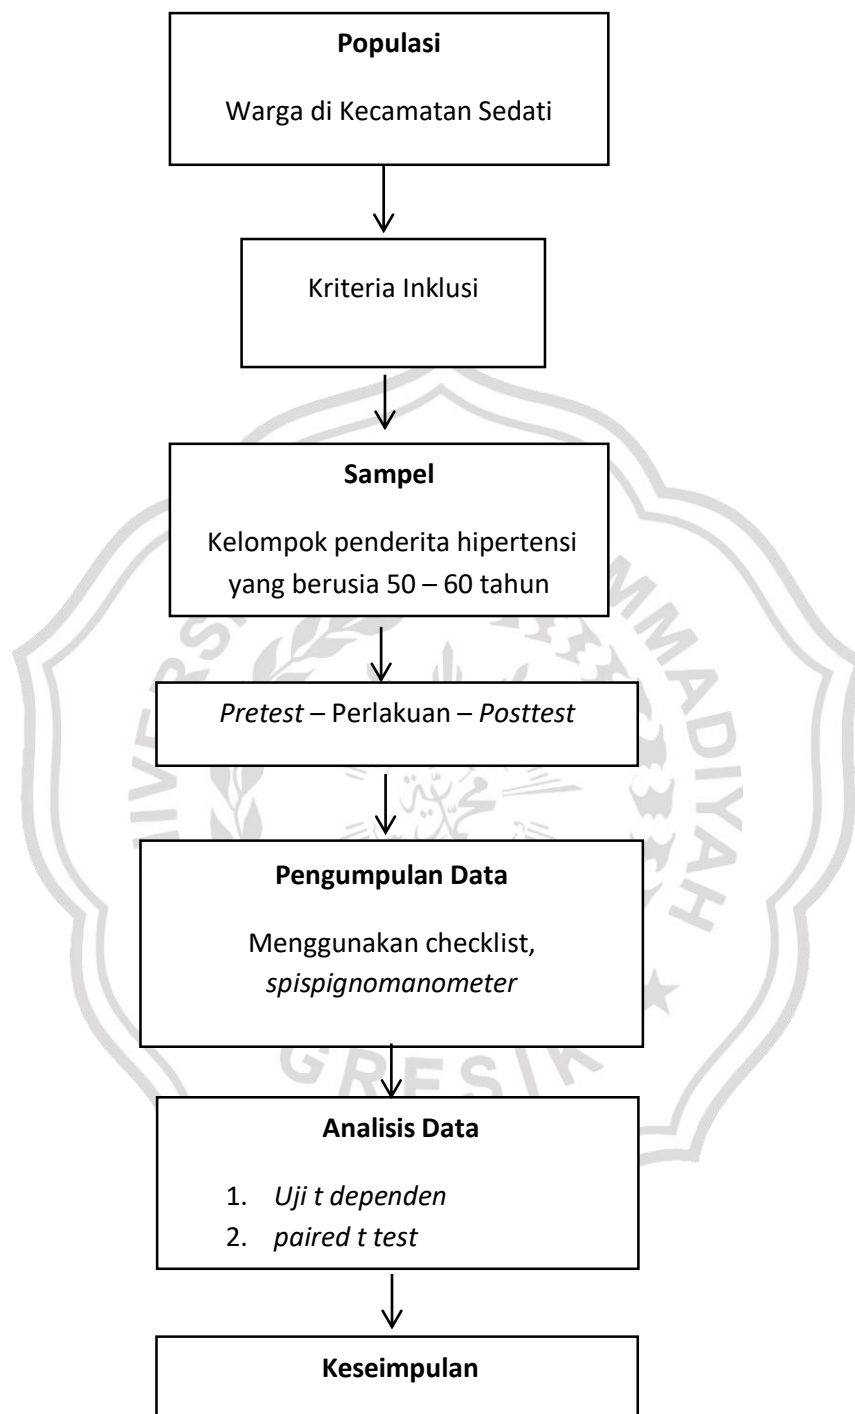 Populasi
Warga di Kecamatan Sedati
Kriteria Inklusi
Sampel
Kelompok penderita hipertensi
yang berusia 50 – 60 tahun
Pretest – Perlakuan – Posttest
Pengumpulan Data
Menggunakan checklist,
spispignomanometer
Analisis Data
1. Uji t dependen
2. paired t test
Keseimpulan
GRESIK